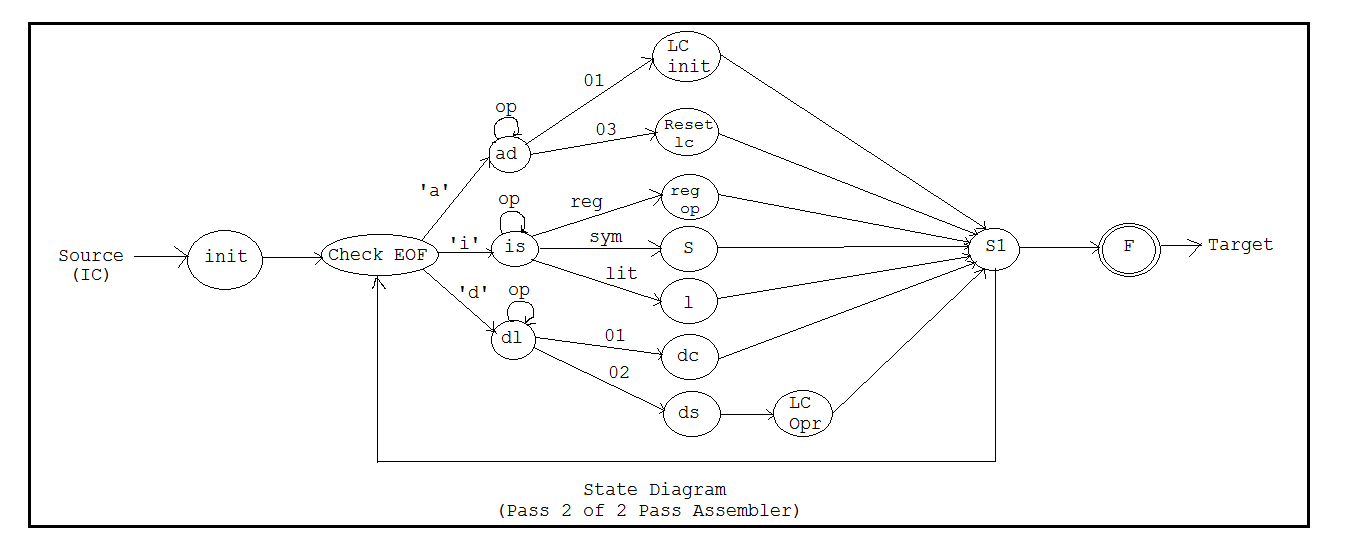 LC
init
01
op
03
Reset
lc
ad
'a'
op
reg
reg
op
Source
(IC)
init
Check EOF
'i'
is
sym
S
S1
F
Target
lit
l
'd'
op
dl
01
dc
02
ds
LC
Opr
State Diagram
(Pass 2 of 2 Pass Assembler)